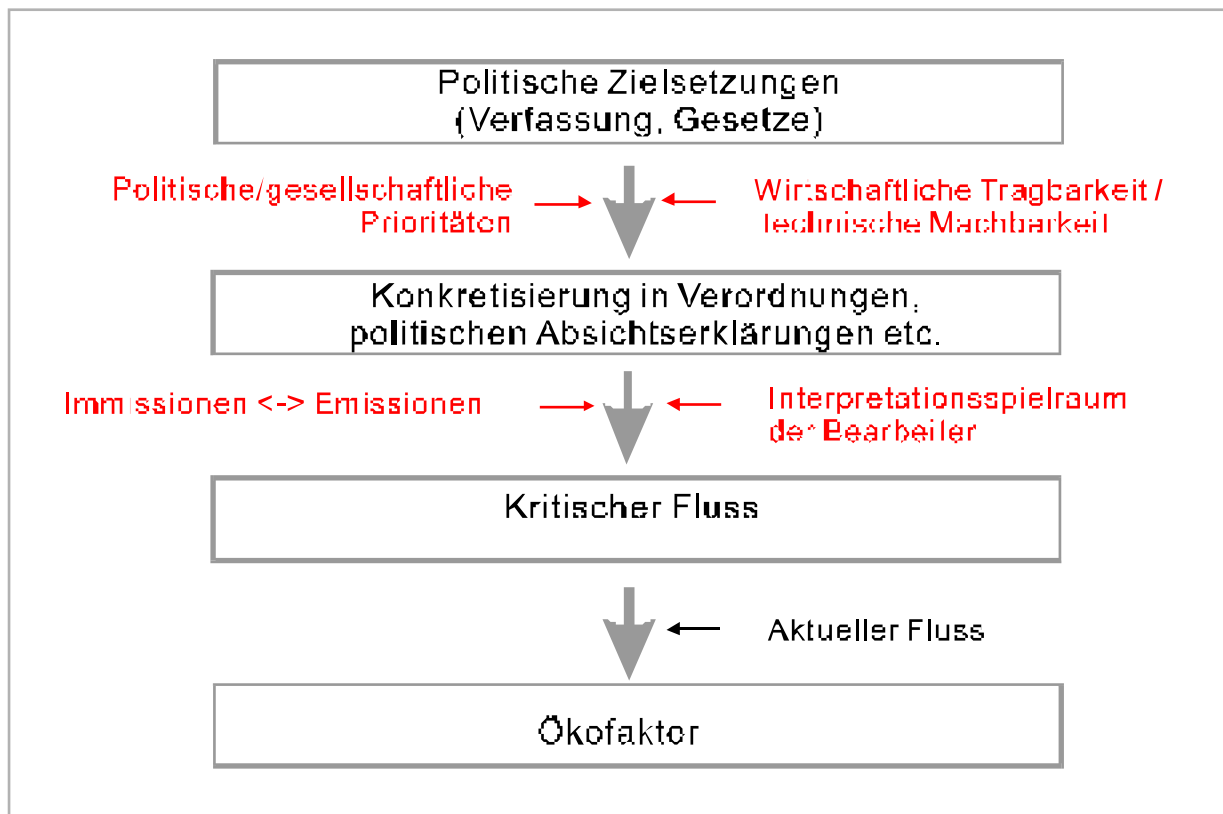 Politische Zielsetzungen
(Verfassung, Gesetze)
Politische/gesellschaftliche
Prioritäten
Wirtschaftliche Tragbarkeit /
technische Machbarkeit
Konkretisierung in Verordnungen,
politischen Absichtserklärungen etc.
Immissionen <-> Emissionen
Interpretationsspielraum
der Bearbeiter
Kritischer Fluss
Aktueller Fluss
Ökofaktor